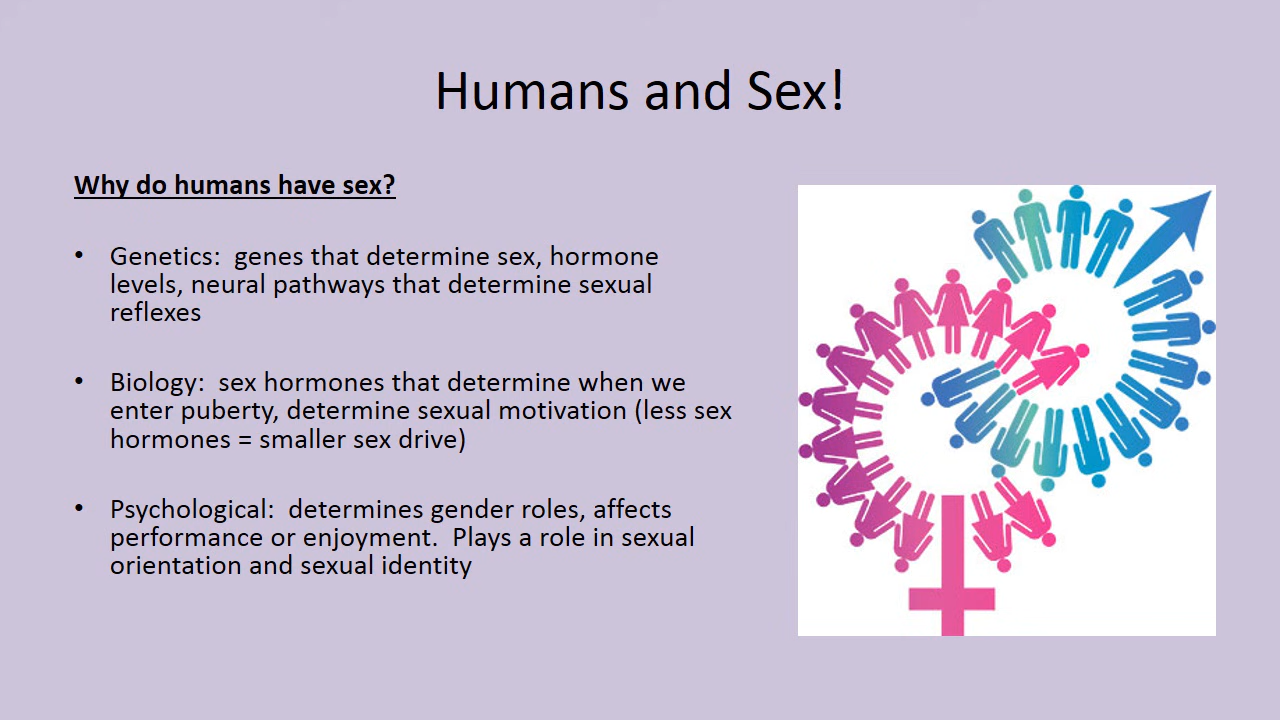 Humans and Sex!
Why do humans have sex?
• Genetics:  genes that determine sex, hormone
levels, neural pathways that determine sexual
reflexes
• Biology:  sex hormones that determine when we
enter puberty, determine sexual motivation (less sex
hormones = smaller sex drive)
• Psychological:  determines gender roles, affects
performance or enjoyment.  Plays a role in sexual
orientation and sexual identity